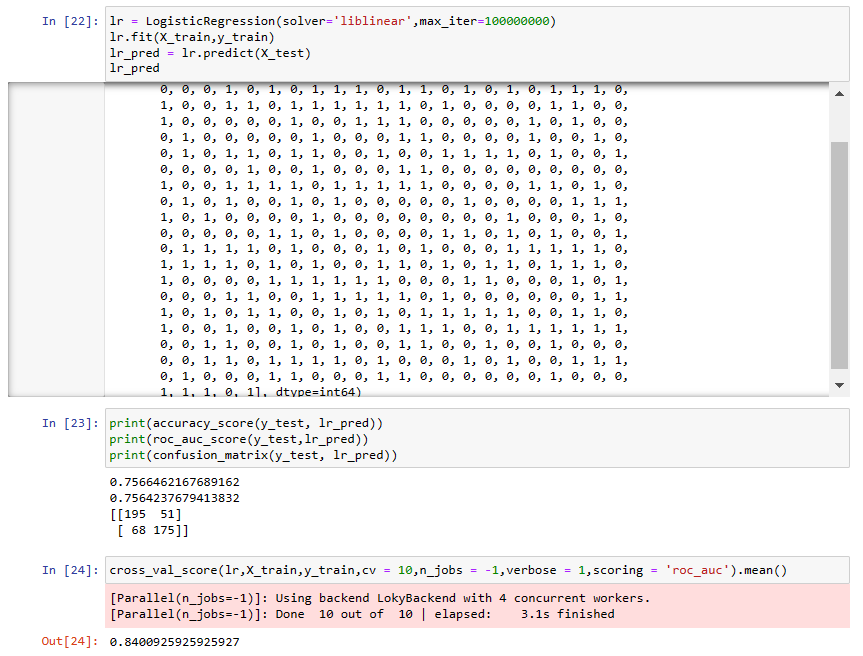 In [22]: lr = LogisticRegression(solver='liblinear',max_iter=100000000)
lr.fit(X_train,y_train)
lr_pred = lr.predict(X_test)
lr_pred
0, 0, 0, 1, 0, 1, 0, 1, 1, 1, 0, 1, 1, 0, 1, 0, 1, 0, 1, 1, 1, 0,
1, 0, 0, 1, 1, 0, 1, 1, 1, 1, 1, 1, 0, 1, 0, 0, 0, 0, 1, 1, 0, 0,
1, 0, 0, 0, 0, 0, 1, 0, 0, 1, 1, 1, 0, 0, 0, 0, 1, 0, 1, 0, 0,
0, 1, 0, 0, 0, 0, 0, 1, 0, 0, 0, 1, 1, 0, 0, 0, 0, 1, 0, 0, 1, 0,
0, 1, 0, 1, 1, 0, 1, 1, 0, 0, 1, 0, 0, 1, 1, 1, 1, 0, 1, 0, 0, 1,
0, 0, 0, 0, 1, 0, 0, 1, 0, 0, 0, 1, 1, 0, 0, 0, 0, 0, 0, 0, 0, 0,
1, 0, 0, 1, 1, 1, 1, 0, 1, 1, 1, 1, 1, 0, 0, 0, 0, 1, 1, 0, 1, 0,
0, 1, 0, 1, 0, 0, 1, 0, 1, 0, 0, 0, 0, 0, 1, 0, 0, 0, 0, 1, 1, 1,
1, 0, 1, 0, 0, 0, 0, 1, 0, 0, 0, 0, 0, 0, 0, 0, 1, 0, 0, 0, 1, 0,
0, 0, 0, 0, 0, 1, 1, 0, 1, 0, 0, 0, 0, 1, 1, 0, 1, 0, 1, 0, 0, 1,
0, 1, 1, 1, 1, 0, 1, 0, 0, 0, 1, 0, 1, 0, 0, 0, 1, 1, 1, 1, 1, 0,
1, 1, 1, 1, 0, 1, 0, 1, 0, 0, 1, 1, 0, 1, 0, 1, 1, 0, 1, 1, 1, 0,
1, 0, 0, 0, 0, 1, 1, 1, 1, 1, 1, 0, 0, 0, 1, 1, 0, 0, 0, 1, 0, 1,
0, 0, 0, 1, 1, 0, 0, 1, 1, 1, 1, 1, 0, 1, 0, 0, 0, 0, 0, 0, 1, 1,
1, 0, 1, 0, 1, 1, 0, 0, 1, 0, 1, 0, 1, 1, 1, 1, 1, 0, 0, 1, 1, 0,
1, 0, 0, 1, 0, 0, 1, 0, 1, 0, 0, 1, 1, 1, 0, 0, 1, 1, 1, 1, 1, 1,
0, 0, 1, 1, 0, 1, 0, 1, 0, 0, 1, 1, 0, 0, 0, 1, 0, 0, 1, 0, 0, 0,
0, 0, 1, 1, 0, 1, 1, 1, 1, 0, 1, 0, 0, 0, 1, 0, 1, 0, 0, 1, 1, 1,
0, 1, 0, 0, 0, 1, 1, 0, 0, 0, 1, 1, 0, 0, 0, 0, 0, 0, 1, 0, 0, 0,
1, 1, 1, 0, 1], dtype=int64)
In [23]: print(accuracy_score(y_test, lr_pred))
print(roc_auc_score(y_test,lr_pred))
print(confusion_matrix(y_test, lr_pred))
0.7566462167689162
0.7564237679413832
[[195  51]
 [ 68 175]]
In [24]: cross_val_score(lr,X_train,y_train,cv = 10,n_jobs = -1,verbose = 1,scoring = 'roc_auc').mean()
[Parallel(n_jobs=-1)]: Using backend LokyBackend with 4 concurrent workers.
[Parallel(n_jobs=-1)]: Done  10 out of  10 | elapsed:    3.1s finished
Out[24]: 0.8400925925925927